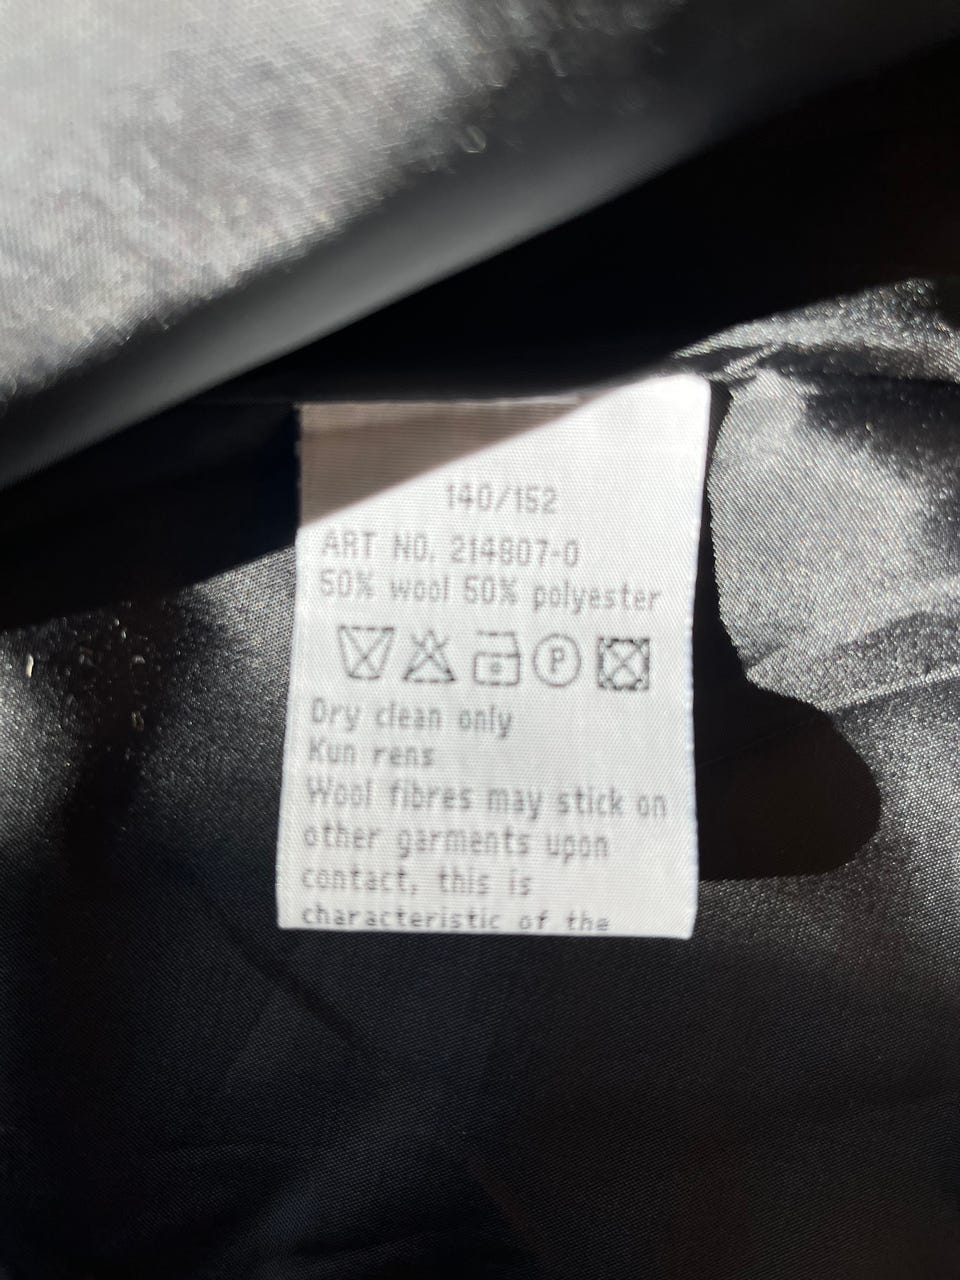 140/152
ART NO. 214807-0
50% wool 50% polyester
P
Dry clean only
Kun rens
Wool fibres may stick on
other garments upon
contact, this is
characteristic of the